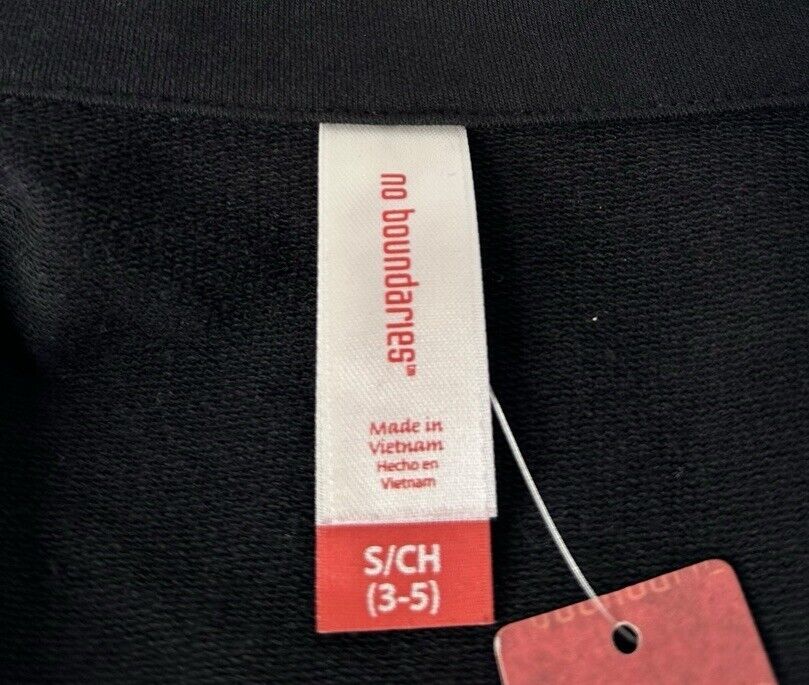 no boundaries™
Made in
Vietnam
Hecho en
Vietnam
S/CH
(3-5)